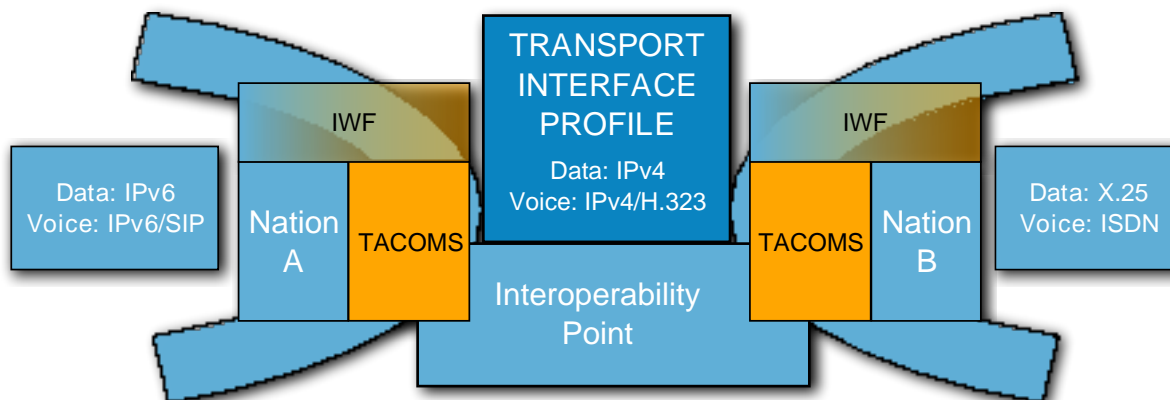 TRANSPORT
INTERFACE
PROFILE
Data: IPv4
Voice: IPv4/H.323
IWF
IWF
Data: IPv6
Voice: IPv6/SIP
Nation
A
TACOMS
TACOMS
Nation
B
Data: X.25
Voice: ISDN
Interoperability
Point